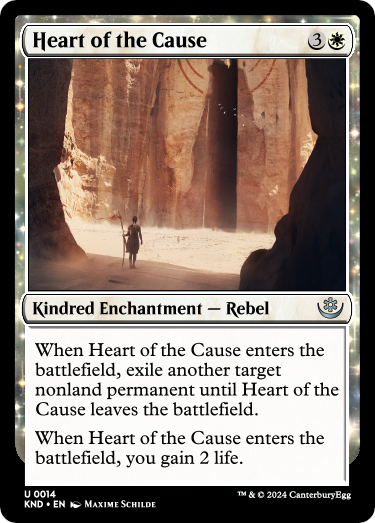 Heart of the Cause 3
Kindred Enchantment — Rebel
When Heart of the Cause enters the
battlefield, exile another target
nonland permanent until Heart of the
Cause leaves the battlefield.
When Heart of the Cause enters the
battlefield, you gain 2 life.
U 0014
KND • EN Maxime Schilde
™ & © 2024 CanterburyEgg